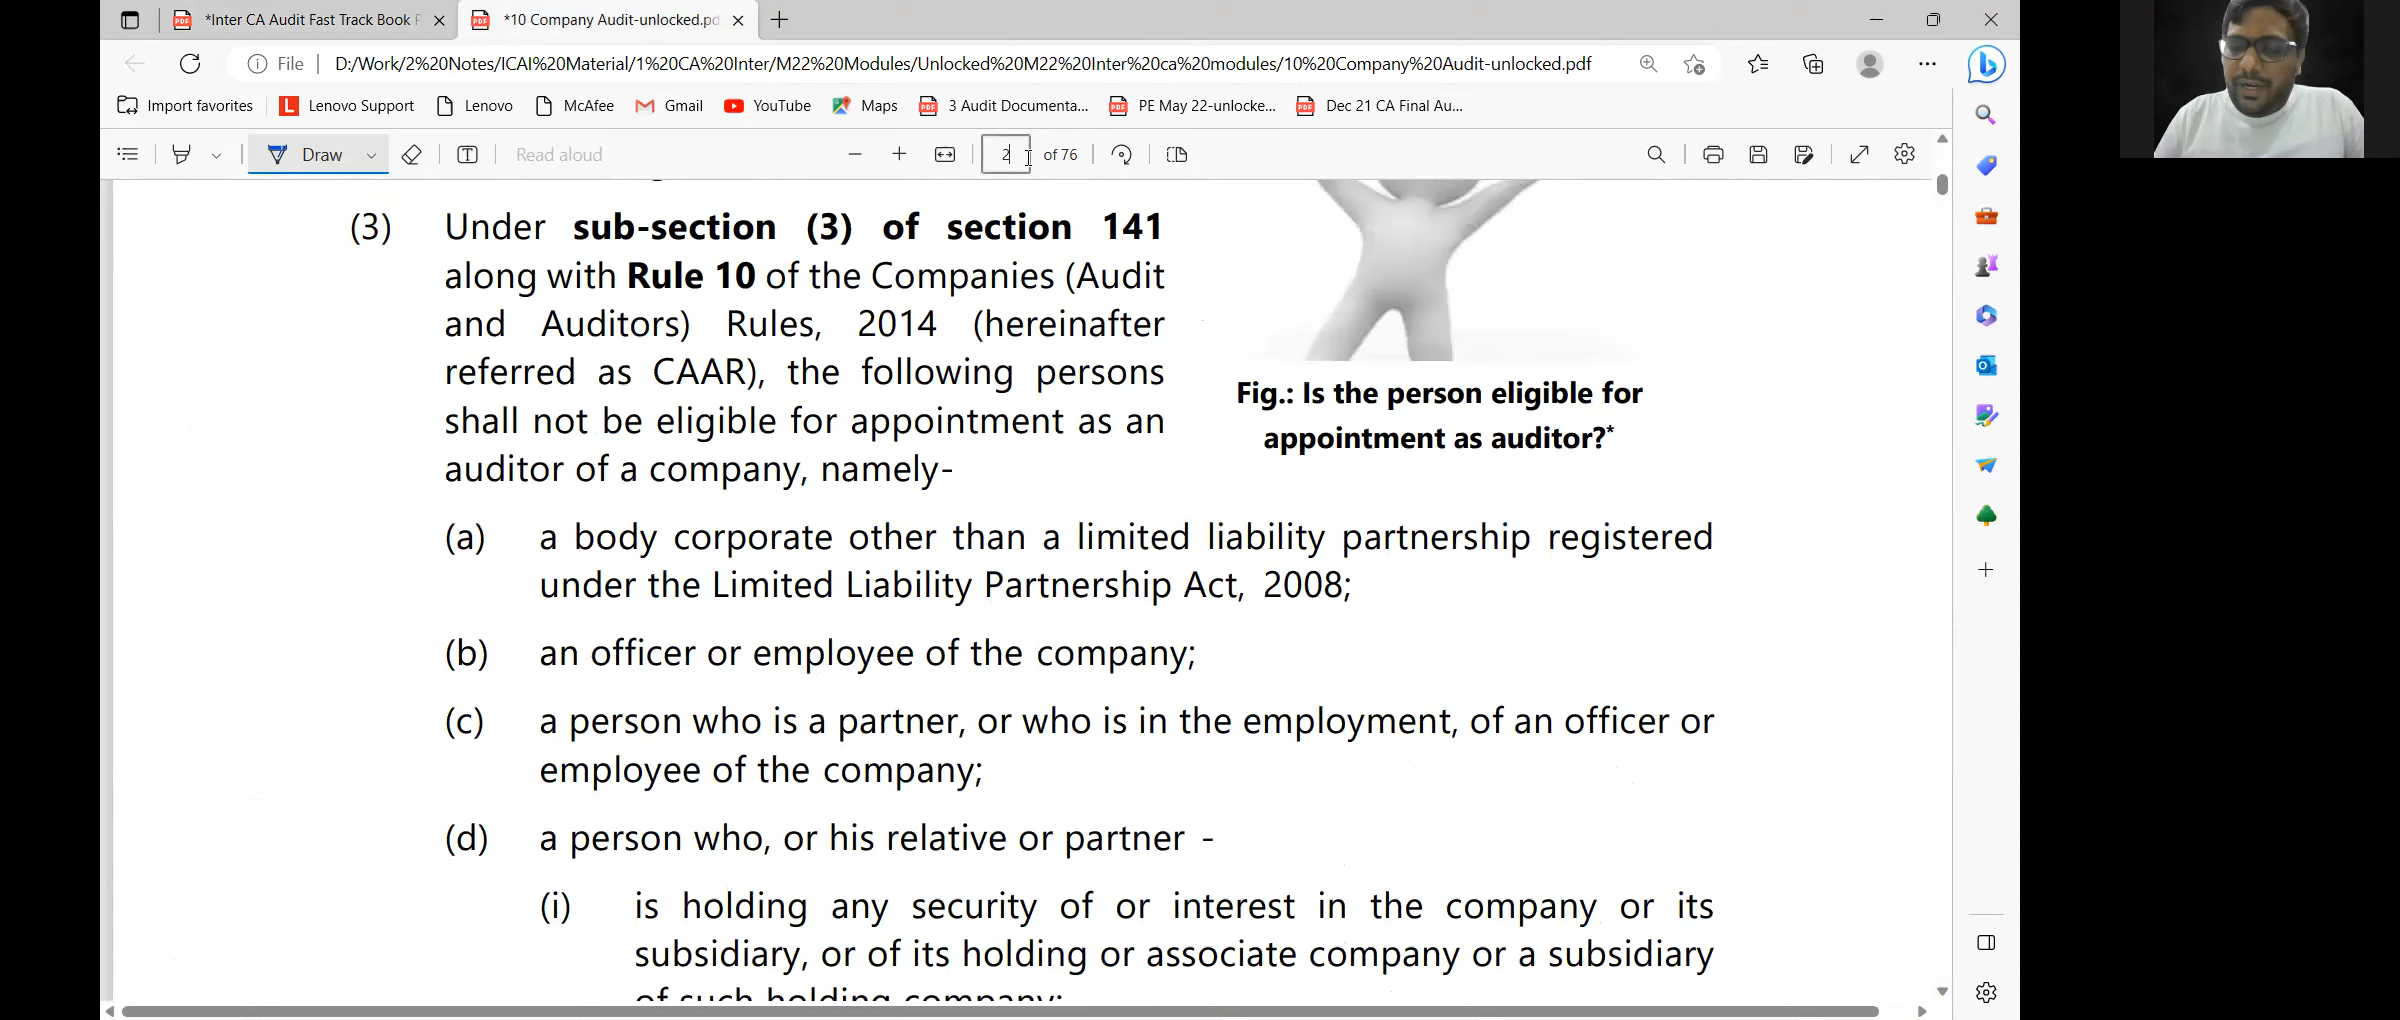 *Inter CA Audit Fast Track Book P
*10 Company Audit-unlocked.pd
File
D:/Work/2%20Notes/ICAI%20Material/1%20CA%20Inter/M22%20Modules/Unlocked%20M22%20Inter%20ca%20modules/10%20Company%20Audit-unlocked.pdf
Import favorites
Lenovo Support
Lenovo
McAfee
Gmail
YouTube
Maps
3 Audit Documenta...
PE May 22-unlocke...
Dec 21 CA Final Au...
Draw
Read aloud
2
of 76
(3) Under sub-section (3) of section 141
along with Rule 10 of the Companies (Audit
and Auditors) Rules, 2014 (hereinafter
referred as CAAR), the following persons
shall not be eligible for appointment as an
auditor of a company, namely-
Fig.: Is the person eligible for
appointment as auditor?*
(a) a body corporate other than a limited liability partnership registered
under the Limited Liability Partnership Act, 2008;
(b) an officer or employee of the company;
(c) a person who is a partner, or who is in the employment, of an officer or
employee of the company;
(d) a person who, or his relative or partner -
(i) is holding any security of or interest in the company or its
subsidiary, or of its holding or associate company or a subsidiary
of such holding company;